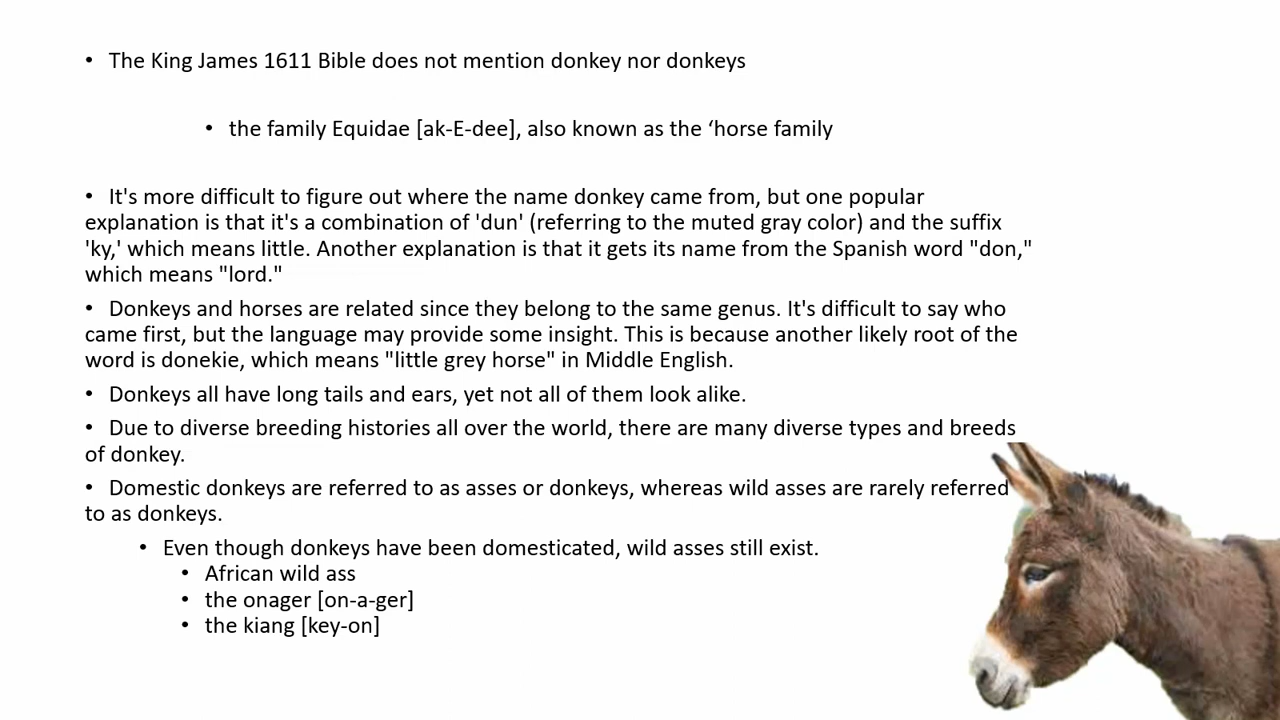 • The King James 1611 Bible does not mention donkey nor donkeys
• the family Equidae [ak-E-dee], also known as the ‘horse family
• It's more difficult to figure out where the name donkey came from, but one popular
explanation is that it's a combination of 'dun' (referring to the muted gray color) and the suffix
'ky,' which means little. Another explanation is that it gets its name from the Spanish word "don,"
which means "lord."
• Donkeys and horses are related since they belong to the same genus. It's difficult to say who
came first, but the language may provide some insight. This is because another likely root of the
word is donekie, which means "little grey horse" in Middle English.
• Donkeys all have long tails and ears, yet not all of them look alike.
• Due to diverse breeding histories all over the world, there are many diverse types and breeds
of donkey.
• Domestic donkeys are referred to as asses or donkeys, whereas wild asses are rarely referred
to as donkeys.
• Even though donkeys have been domesticated, wild asses still exist.
• African wild ass
• the onager [on-a-ger]
• the kiang [key-on]